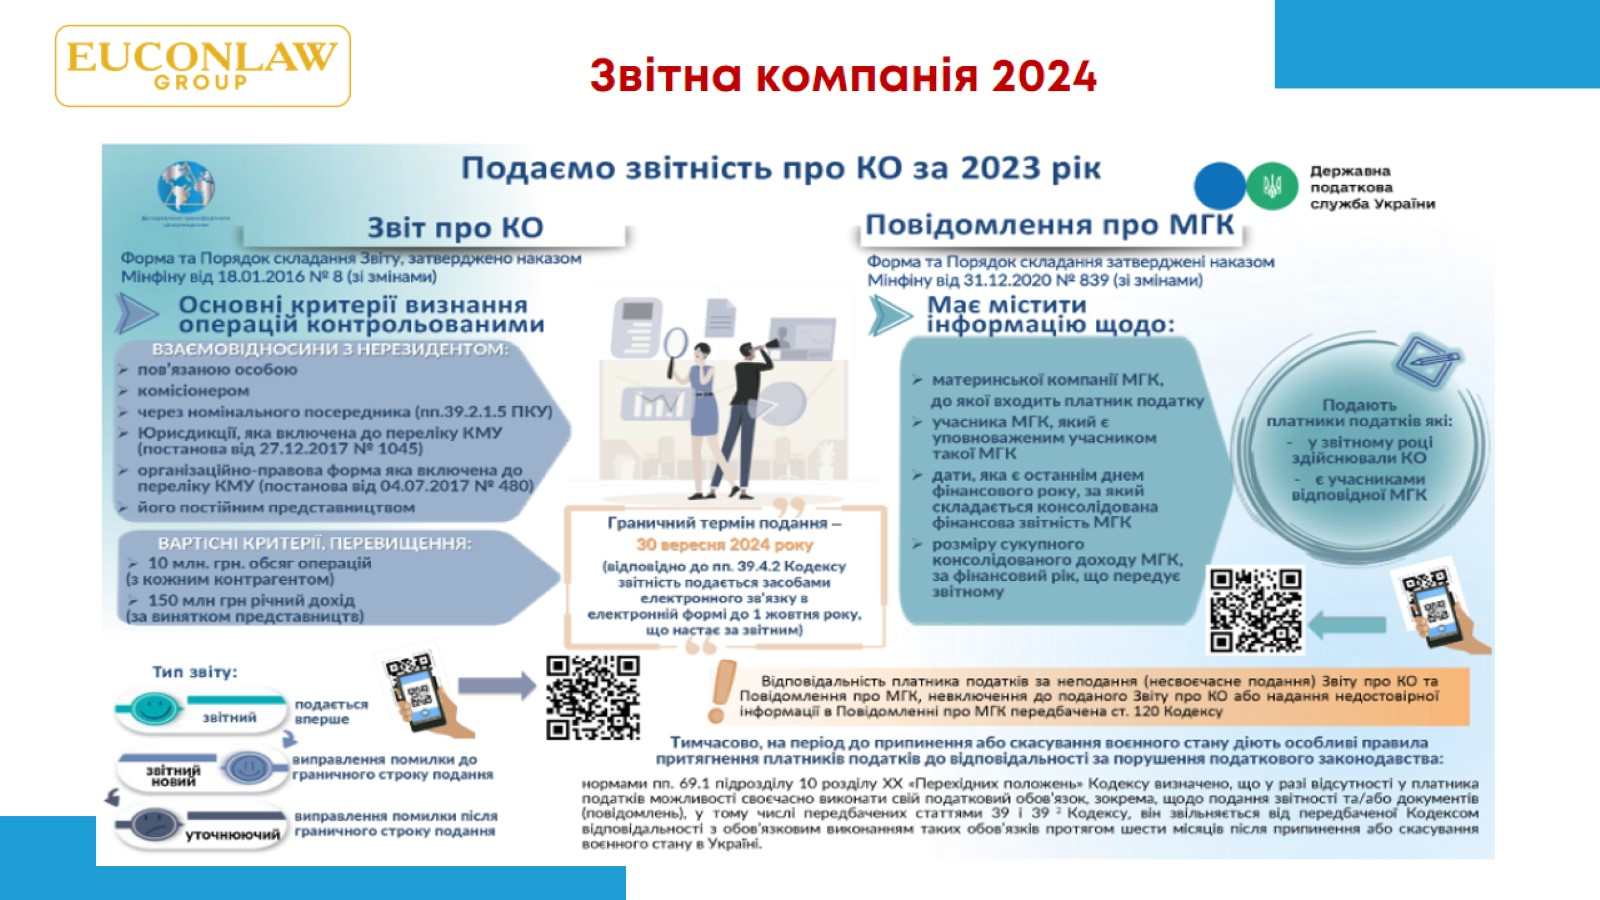 EUCONLAW
GROUP
Звітна компанія 2024
Подаємо звітність про КО за 2023 рік
Державна
податкова
служба України
Звіт про КО
Форма та Порядок складання Звіту, затверджено наказом
Мінфіну від 18.01.2016 № 8 (зі змінами)
Основні критерії визнання
операцій контрольованими
ВЗАЄМОВІДНОСИНИ З НЕРЕЗИДЕНТОМ:
➢ пов'язаною особою
➢ комісіонером
➢ через номінального посередника (пп.39.2.1.5 ПКУ)
➢ Юрисдикції, яка включена до переліку КМУ
(постанова від 27.12.2017 № 1045)
➢ організаційно-правова форма яка включена до
переліку КМУ (постанова від 04.07.2017 № 480)
➢ його постійним представництвом
ВАРТІСНІ КРИТЕРІЇ, ПЕРЕВИЩЕННЯ:
➢ 10 млн. грн. обсяг операцій
(з кожним контрагентом)
➢ 150 млн грн річний дохід
(за винятком представництв)
Граничний термін подання –
30 вересня 2024 року
(відповідно до пп. 39.4.2 Кодексу
звітність подається засобами
електронного зв'язку в
електронній формі до 1 жовтня року,
що настає за звітним)
Повідомлення про МГК
Форма та Порядок складання затверджені наказом
Мінфіну від 31.12.2020 № 839 (зі змінами)
Має містити
інформацію щодо:
➢ материнської компанії МГК,
до якої входить платник податку
➢ учасника МГК, який є
уповноваженим учасником
такої МГК
➢ дати, яка є останнім днем
фінансового року, за який
складається консолідована
фінансова звітність МГК
➢ розміру сукупного
консолідованого доходу МГК,
за фінансовий рік, що передує
звітному
Подають
платники податків які:
- у звітному році
здійснювали КО
- є учасниками
відповідної МГК
Тип звіту:
звітний
подається
вперше
звітний
новий
виправлення помилки до
граничного строку подання
уточнюючий
виправлення помилки після
граничного строку подання
Відповідальність платника податків за неподання (несвоєчасне подання) Звіту про КО та
Повідомлення про МГК, невключення до поданого Звіту про КО або надання недостовірної
інформації в Повідомленні про МГК передбачена ст. 120 Кодексу
Тимчасово, на період до припинення або скасування воєнного стану діють особливі правила
притягнення платників податків до відповідальності за порушення податкового законодавства:
нормами пп. 69.1 підрозділу 10 розділу ХХ «Перехідних положень» Кодексу визначено, що у разі відсутності у платника
податків можливості своєчасно виконати свій податковий обов'язок, зокрема, щодо подання звітності та/або документів
(повідомлень), у тому числі передбачених статтями 39 і 39 ² Кодексу, він звільняється від передбаченої Кодексом
відповідальності з обов'язковим виконанням таких обов'язків протягом шести місяців після припинення або скасування
воєнного стану в Україні.